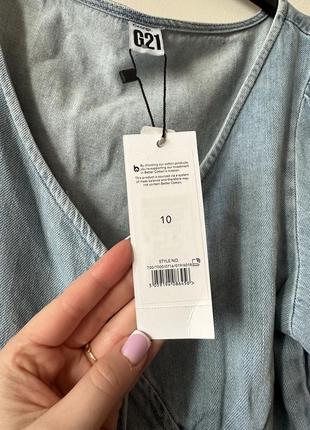 G21
b
By choosing our cotton products,
you're supporting our investment
in Better Cotton's mission.
This product is sourced via a system
of mass balance and therefore may
not contain Better Cotton.
10
STYLE NO.